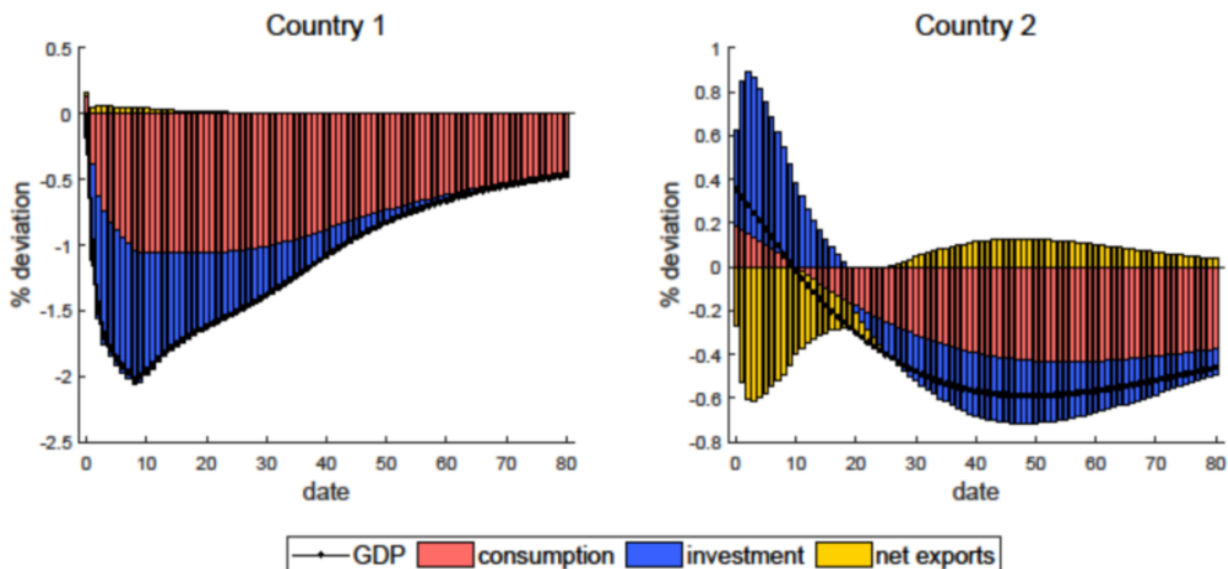 Country 1
Country 2
0.5
0
-0.5
-1
-1.5
-2
-2.5
% deviation
0 10 20 30 40 50 60 70 80
date
1
0.8
0.6
0.4
0.2
0
-0.2
-0.4
-0.6
-0.8
% deviation
0 10 20 30 40 50 60 70 80
date
GDP consumption investment net exports